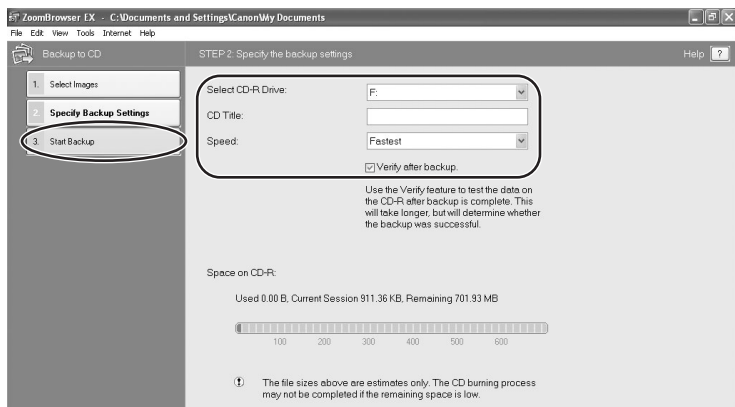 ZoomBrowser EX - C:\Documents and Settings\Canon\My Documents
File Edit View Tools Internet Help
Backup to CD
STEP 2: Specify the backup settings
Help ?
1. Select Images
2. Specify Backup Settings
3. Start Backup
Select CD-R Drive: F:
CD Title:
Speed: Fastest
Verify after backup.
Use the Verify feature to test the data on
the CD-R after backup is complete. This
will take longer, but will determine whether
the backup was successful.
Space on CD-R:
Used 0.00 B, Current Session 911.36 KB, Remaining 701.93 MB
100 200 300 400 500 600
The file sizes above are estimates only. The CD burning process
may not be completed if the remaining space is low.